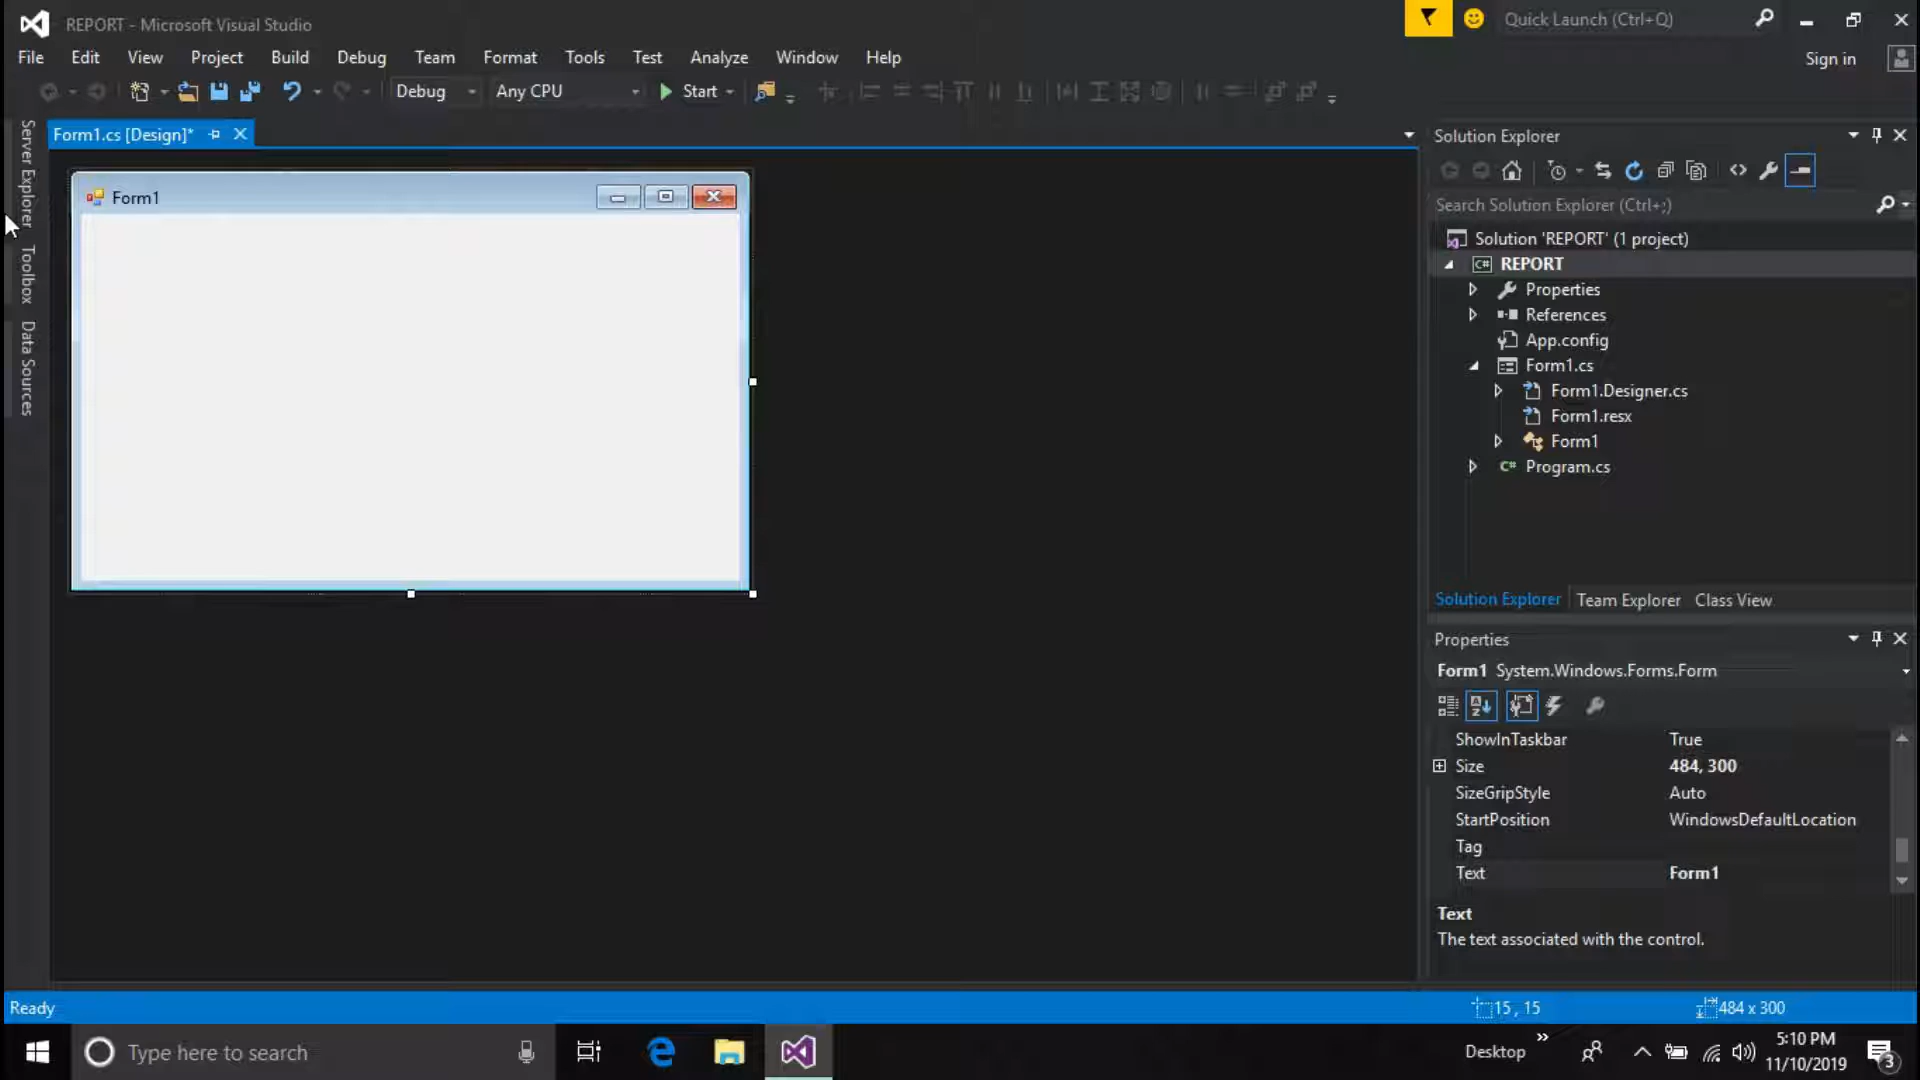 REPORT - Microsoft Visual Studio
Quick Launch (Ctrl+Q)
File Edit View Project Build Debug Team Format Tools Test Analyze Window Help
Sign in
Debug Any CPU Start
Server Explorer
Toolbox
Data Sources
Form1.cs [Design]*
Form1
Solution Explorer
Search Solution Explorer (Ctrl+;)
Solution 'REPORT' (1 project)
C# REPORT
Properties
References
App.config
Form1.cs
Form1.Designer.cs
Form1.resx
Form1
C# Program.cs
Solution Explorer Team Explorer Class View
Properties
Form1 System.Windows.Forms.Form
ShowInTaskbar True
Size 484, 300
SizeGripStyle Auto
StartPosition WindowsDefaultLocation
Tag
Text Form1
Text
The text associated with the control.
Ready
15 , 15
484 x 300
Type here to search
Desktop
5:10 PM
11/10/2019
3